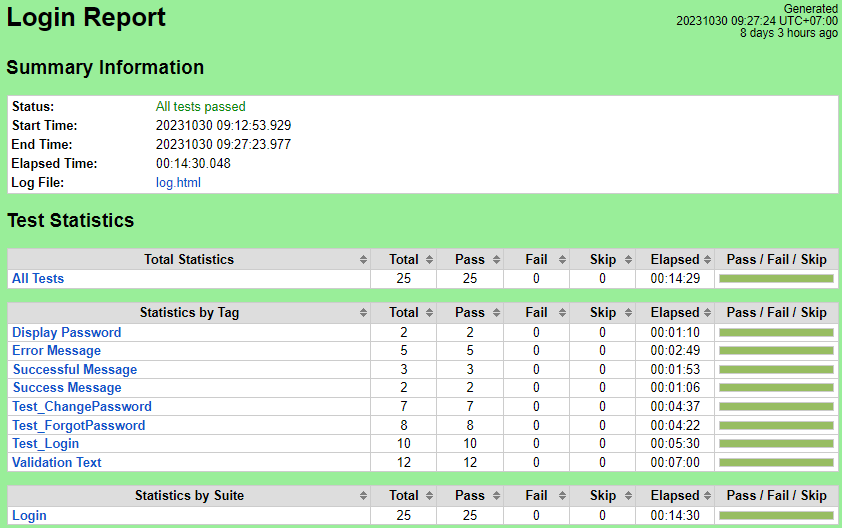 Login Report
Generated
20231030 09:27:24 UTC+07:00
8 days 3 hours ago
Summary Information
Status: All tests passed
Start Time: 20231030 09:12:53.929
End Time: 20231030 09:27:23.977
Elapsed Time: 00:14:30.048
Log File: log.html
Test Statistics
Total Statistics Total Pass Fail Skip Elapsed Pass / Fail / Skip
All Tests 25 25 0 0 00:14:29
Statistics by Tag Total Pass Fail Skip Elapsed Pass / Fail / Skip
Display Password 2 2 0 0 00:01:10
Error Message 5 5 0 0 00:02:49
Successful Message 3 3 0 0 00:01:53
Success Message 2 2 0 0 00:01:06
Test_ChangePassword 7 7 0 0 00:04:37
Test_ForgotPassword 8 8 0 0 00:04:22
Test_Login 10 10 0 0 00:05:30
Validation Text 12 12 0 0 00:07:00
Statistics by Suite Total Pass Fail Skip Elapsed Pass / Fail / Skip
Login 25 25 0 0 00:14:30